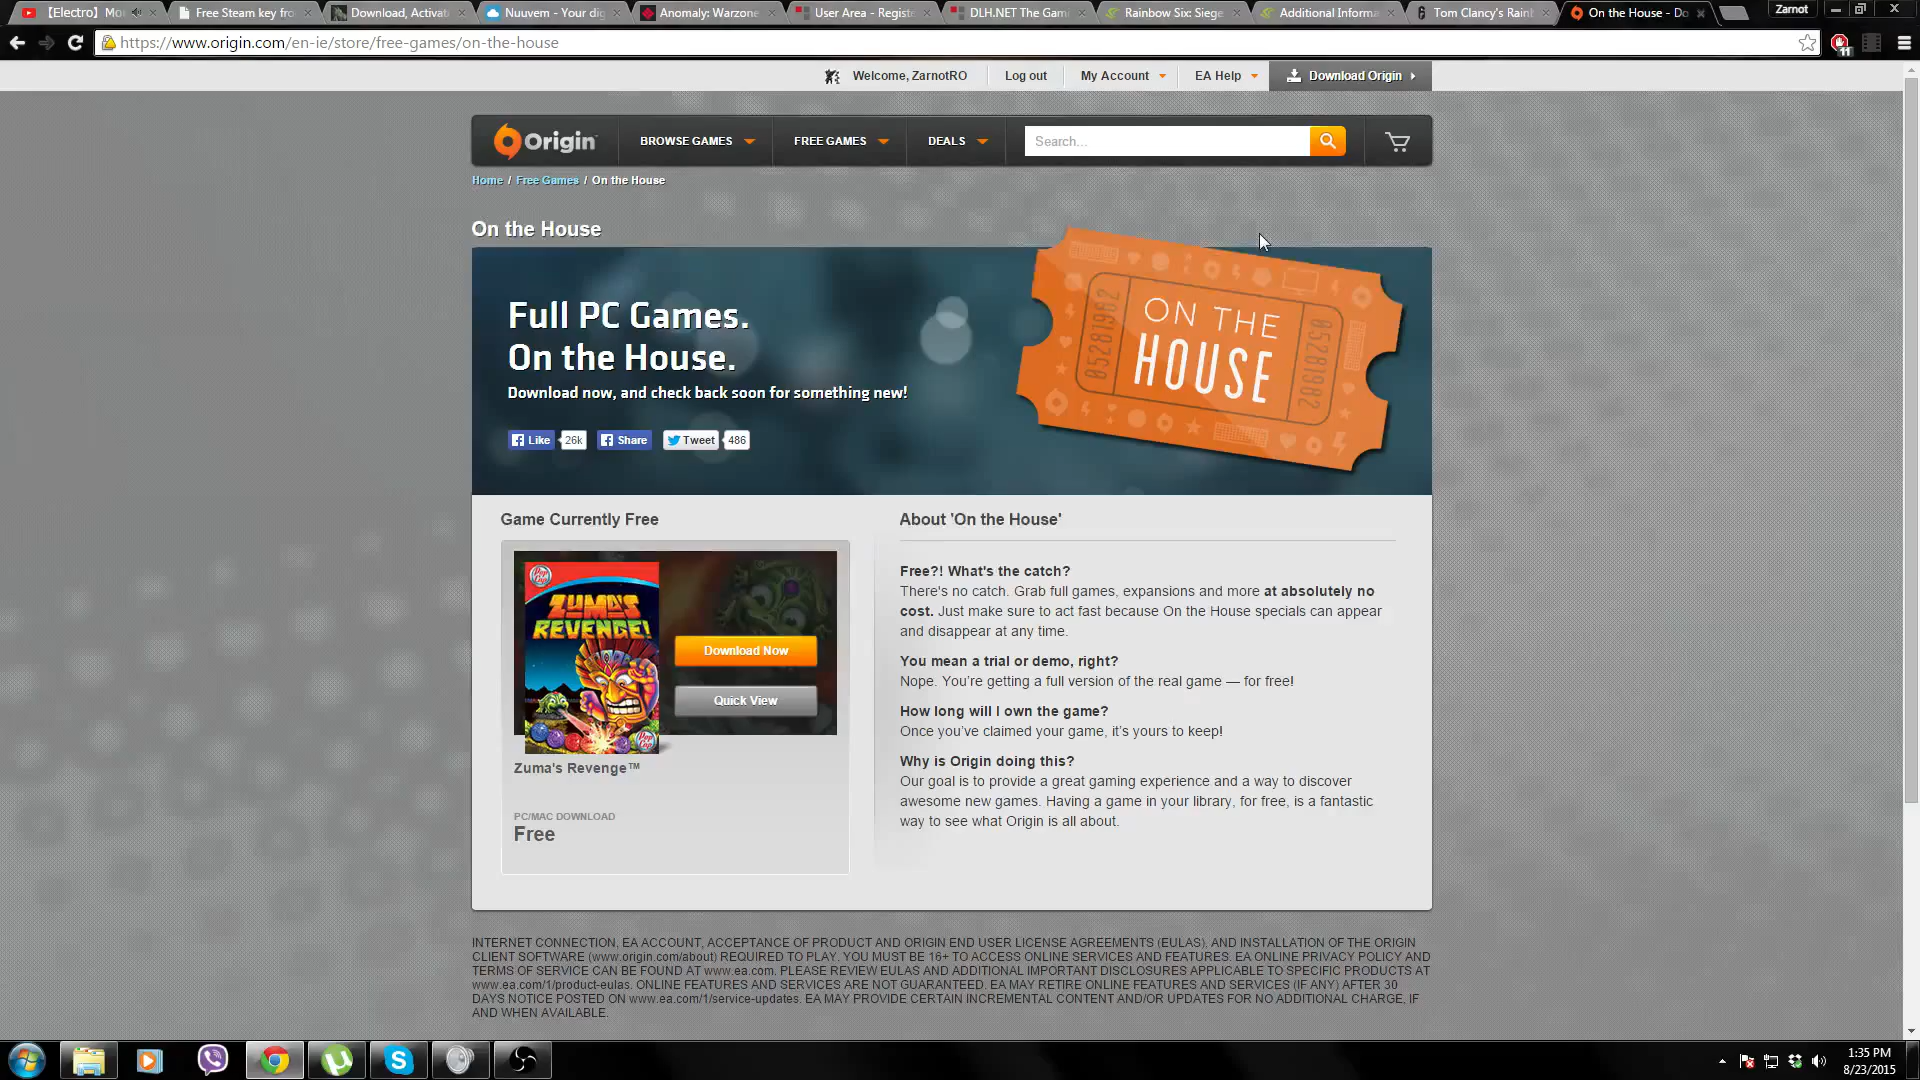 【Electro】 Mo
Free Steam key fro
Download, Activat
Nuuvem - Your dig
Anomaly: Warzone
User Area - Registe
DLH.NET The Gam
Rainbow Six: Siege
Additional Informa
Tom Clancy's Rainb
On the House - Do
Zarnot
https://www.origin.com/en-ie/store/free-games/on-the-house
11
Welcome, ZarnotRO
Log out
My Account
EA Help
Download Origin
Origin
BROWSE GAMES
FREE GAMES
DEALS
Search...
Home / Free Games / On the House
On the House
Full PC Games.
On the House.
Download now, and check back soon for something new!
Like 26k
Share
Tweet 486
05281982
ON THE
HOUSE
05281982
Game Currently Free
ZUMA'S
REVENGE!
Pop Cap
Download Now
Quick View
Zuma's Revenge™
PC/MAC DOWNLOAD
Free
About 'On the House'
Free?! What's the catch?
There's no catch. Grab full games, expansions and more at absolutely no
cost. Just make sure to act fast because On the House specials can appear
and disappear at any time.
You mean a trial or demo, right?
Nope. You're getting a full version of the real game — for free!
How long will I own the game?
Once you've claimed your game, it's yours to keep!
Why is Origin doing this?
Our goal is to provide a great gaming experience and a way to discover
awesome new games. Having a game in your library, for free, is a fantastic
way to see what Origin is all about.
INTERNET CONNECTION, EA ACCOUNT, ACCEPTANCE OF PRODUCT AND ORIGIN END USER LICENSE AGREEMENTS (EULAS), AND INSTALLATION OF THE ORIGIN
CLIENT SOFTWARE (www.origin.com/about) REQUIRED TO PLAY. YOU MUST BE 16+ TO ACCESS ONLINE SERVICES AND FEATURES. EA ONLINE PRIVACY POLICY AND
TERMS OF SERVICE CAN BE FOUND AT www.ea.com. PLEASE REVIEW EULAS AND ADDITIONAL IMPORTANT DISCLOSURES APPLICABLE TO SPECIFIC PRODUCTS AT
www.ea.com/1/product-eulas. ONLINE FEATURES AND SERVICES ARE NOT GUARANTEED. EA MAY RETIRE ONLINE FEATURES AND SERVICES (IF ANY) AFTER 30
DAYS NOTICE POSTED ON www.ea.com/1/service-updates. EA MAY PROVIDE CERTAIN INCREMENTAL CONTENT AND/OR UPDATES FOR NO ADDITIONAL CHARGE, IF
AND WHEN AVAILABLE.
1:35 PM
8/23/2015